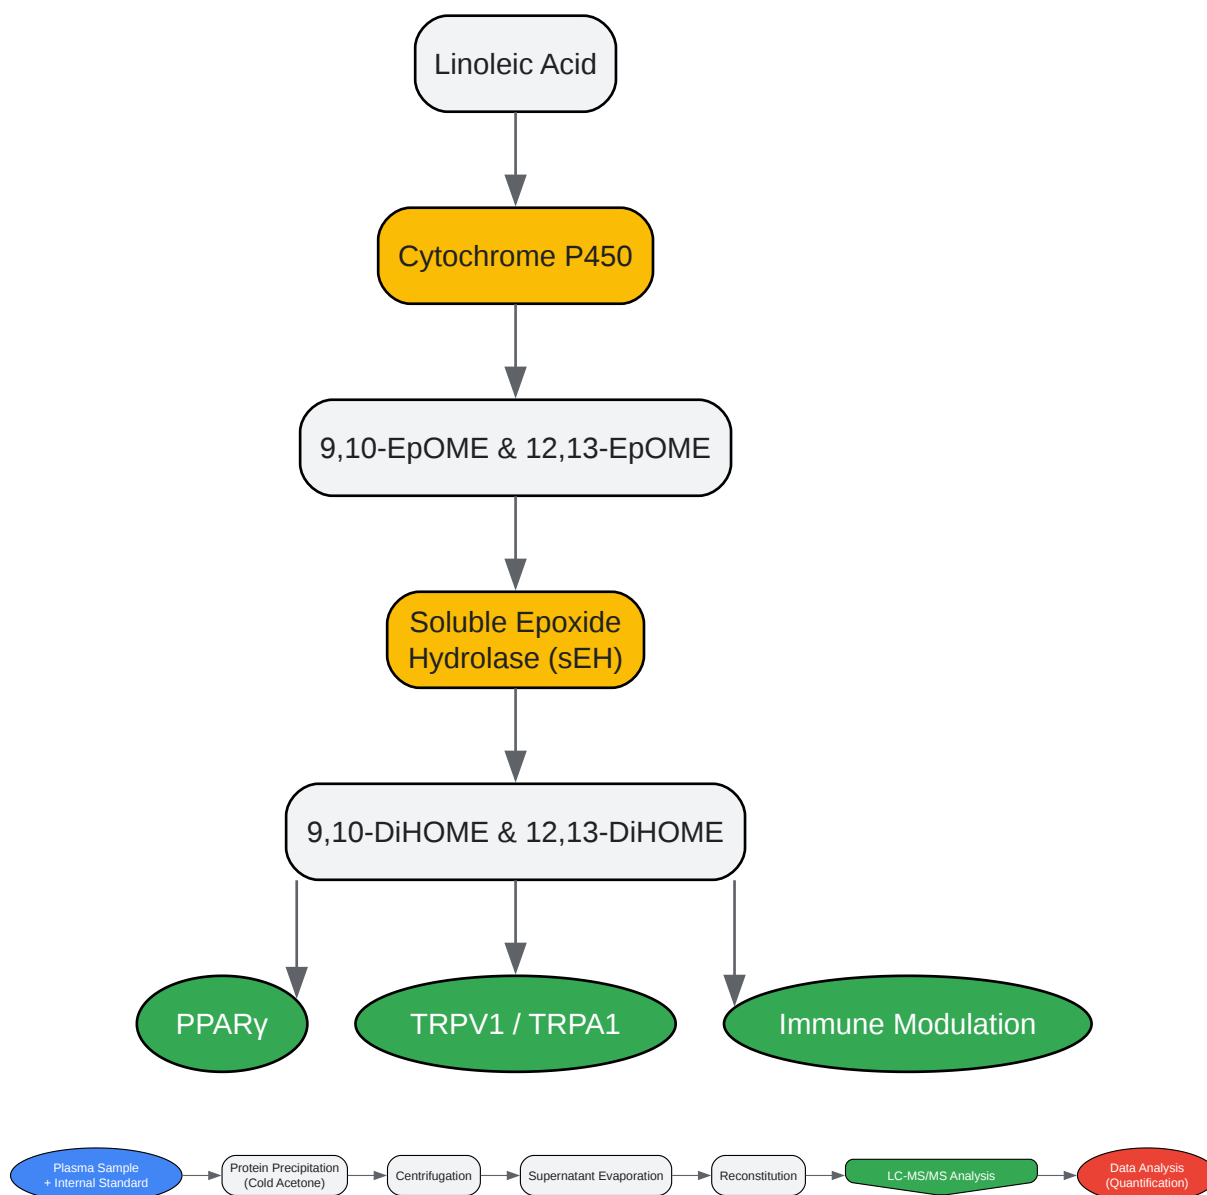 Linoleic Acid
Cytochrome P450
9,10-EpOME & 12,13-EpOME
Soluble Epoxide
Hydrolase (sEH)
9,10-DiHOME & 12,13-DiHOME
PPARγ
TRPV1 / TRPA1
Immune Modulation
Plasma Sample
+ Internal Standard
Protein Precipitation
(Cold Acetone)
Centrifugation
Supernatant Evaporation
Reconstitution
LC-MS/MS Analysis
Data Analysis
(Quantification)